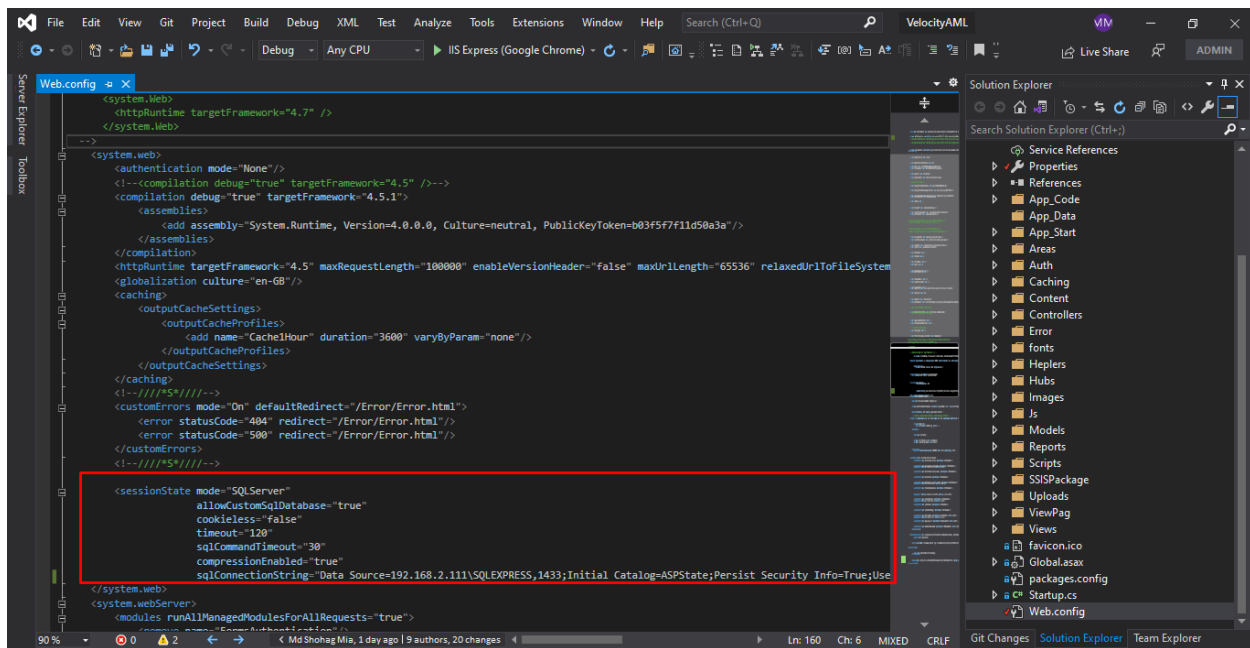 File Edit View Git Project Build Debug XML Test Analyze Tools Extensions Window Help Search (Ctrl+Q) VelocityAML MM
Debug Any CPU IIS Express (Google Chrome) Live Share ADMIN
Server Explorer
Toolbox
Web.config
<system.Web>
<httpRuntime targetFramework="4.7" />
</system.Web>
-->
<system.web>
<authentication mode="None"/>
<!--<compilation debug="true" targetFramework="4.5" />-->
<compilation debug="true" targetFramework="4.5.1">
<assemblies>
<add assembly="System.Runtime, Version=4.0.0.0, Culture=neutral, PublicKeyToken=b03f5f7f11d50a3a"/>
</assemblies>
</compilation>
<httpRuntime targetFramework="4.5" maxRequestLength="100000" enableVersionHeader="false" maxUrlLength="65536" relaxedUrlToFileSystem
<globalization culture="en-GB"/>
<caching>
<outputCacheSettings>
<outputCacheProfiles>
<add name="Cache1Hour" duration="3600" varyByParam="none"/>
</outputCacheProfiles>
</outputCacheSettings>
</caching>
<!--////*S*////-->
<customErrors mode="On" defaultRedirect="/Error/Error.html">
<error statusCode="404" redirect="/Error/Error.html"/>
<error statusCode="500" redirect="/Error/Error.html"/>
</customErrors>
<!--////*S*////-->
<sessionState mode="SQLServer"
allowCustomSqlDatabase="true"
cookieless="false"
timeout="120"
sqlCommandTimeout="30"
compressionEnabled="true"
sqlConnectionString="Data Source=192.168.2.111\SQLEXPRESS,1433;Initial Catalog=ASPState;Persist Security Info=True;Use
</system.web>
<system.webServer>
<modules runAllManagedModulesForAllRequests="true">
<remove name="FormsAuthentication"/>
90 % 0 2 Md Shohag Mia, 1 day ago | 9 authors, 20 changes Ln: 160 Ch: 6 MIXED CRLF
Solution Explorer
Search Solution Explorer (Ctrl+;)
Service References
Properties
References
App_Code
App_Data
App_Start
Areas
Auth
Caching
Content
Controllers
Error
fonts
Heplers
Hubs
Images
Js
Models
Reports
Scripts
SSISPackage
Uploads
ViewPag
Views
favicon.ico
Global.asax
packages.config
Startup.cs
Web.config
Git Changes Solution Explorer Team Explorer